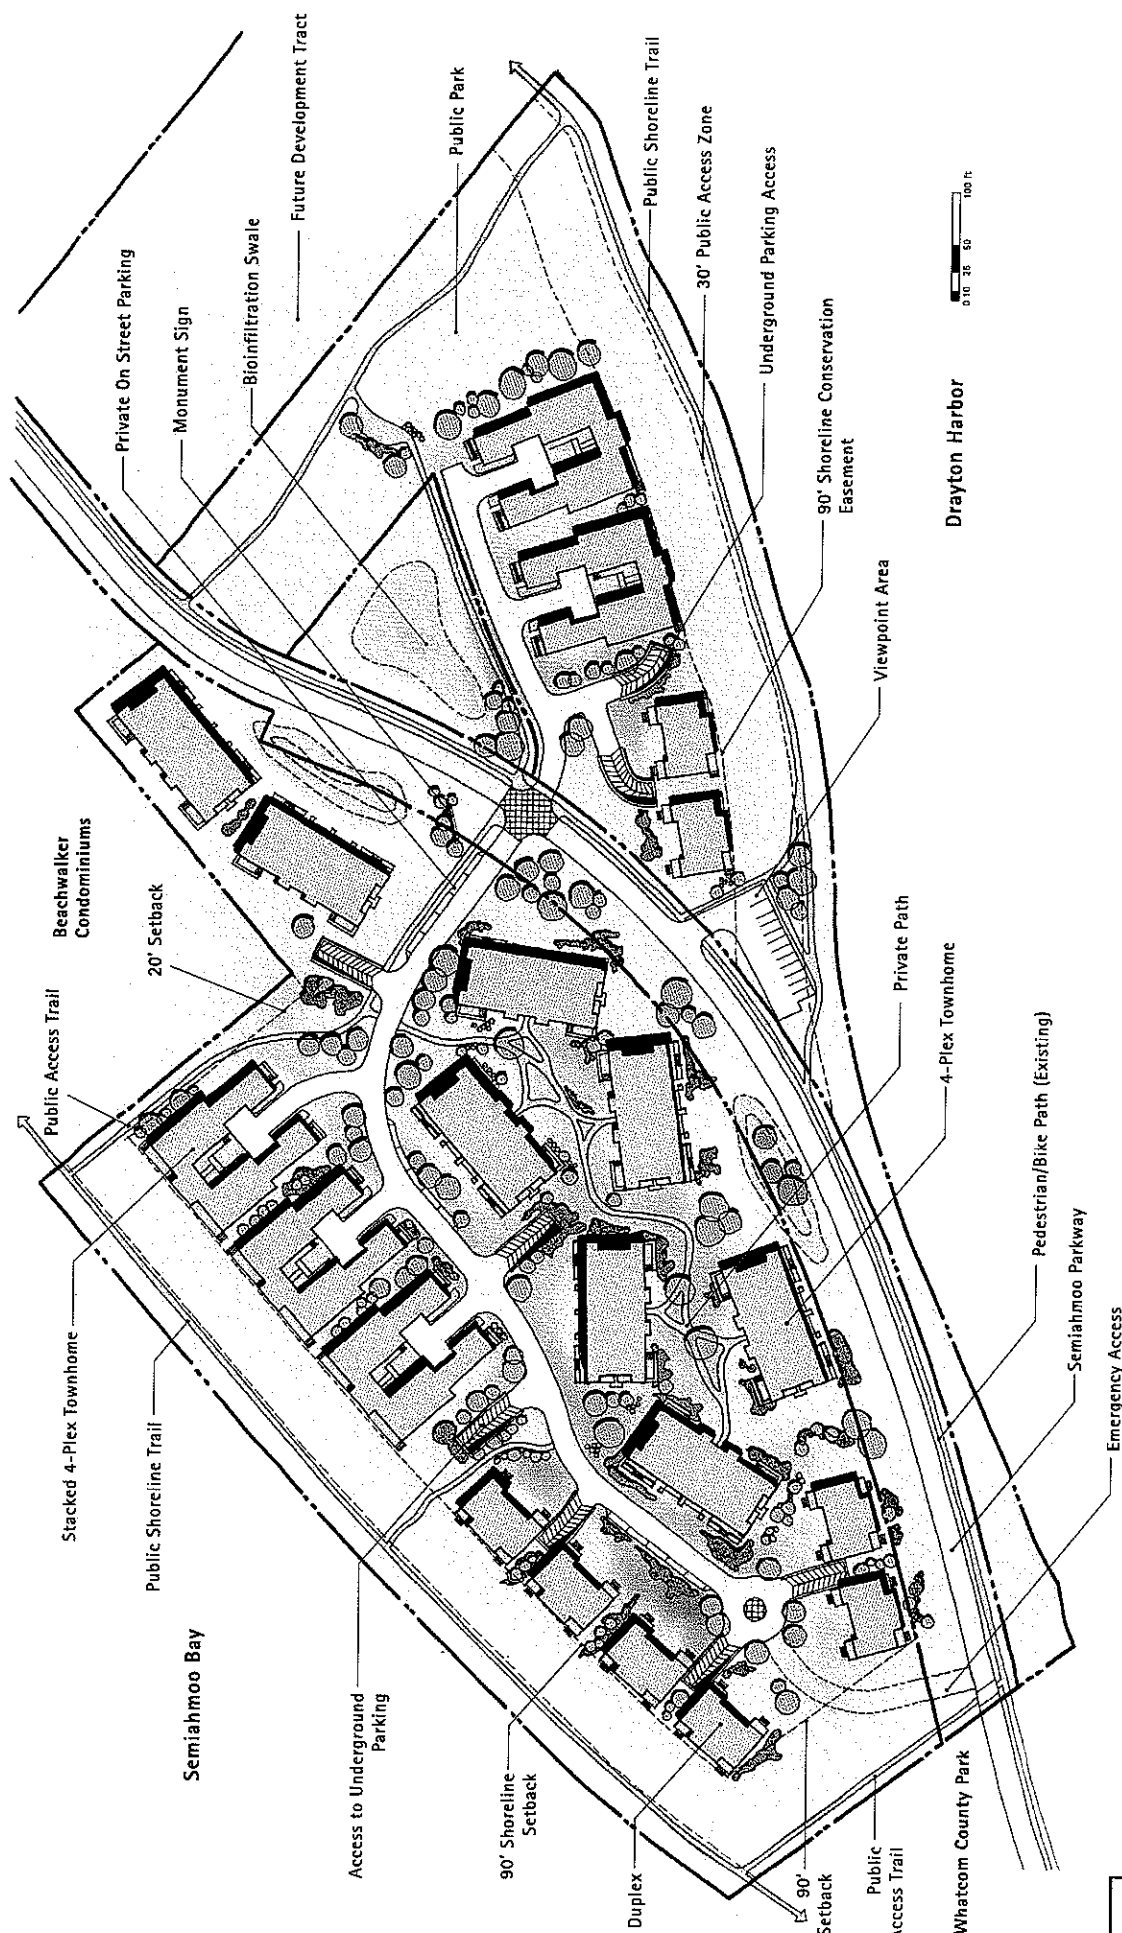 Semiahmoo Bay
Stacked 4-Plex Townhome
Public Shoreline Trail
Access to Underground
Parking
90' Shoreline
Setback
Duplex
90'
Setback
Public
Access Trail
Whatcom County Park
Public Access Trail
20' Setback
Beachwalker
Condominiums
Private On Street Parking
Monument Sign
Bioinfiltration Swale
Future Development Tract
Public Park
Public Shoreline Trail
30' Public Access Zone
Underground Parking Access
90' Shoreline Conservation
Easement
Viewpoint Area
Private Path
4-Plex Townhome
Pedestrian/Bike Path (Existing)
Semiahmoo Parkway
Emergency Access
Drayton Harbor
0 10 25 50 100 ft